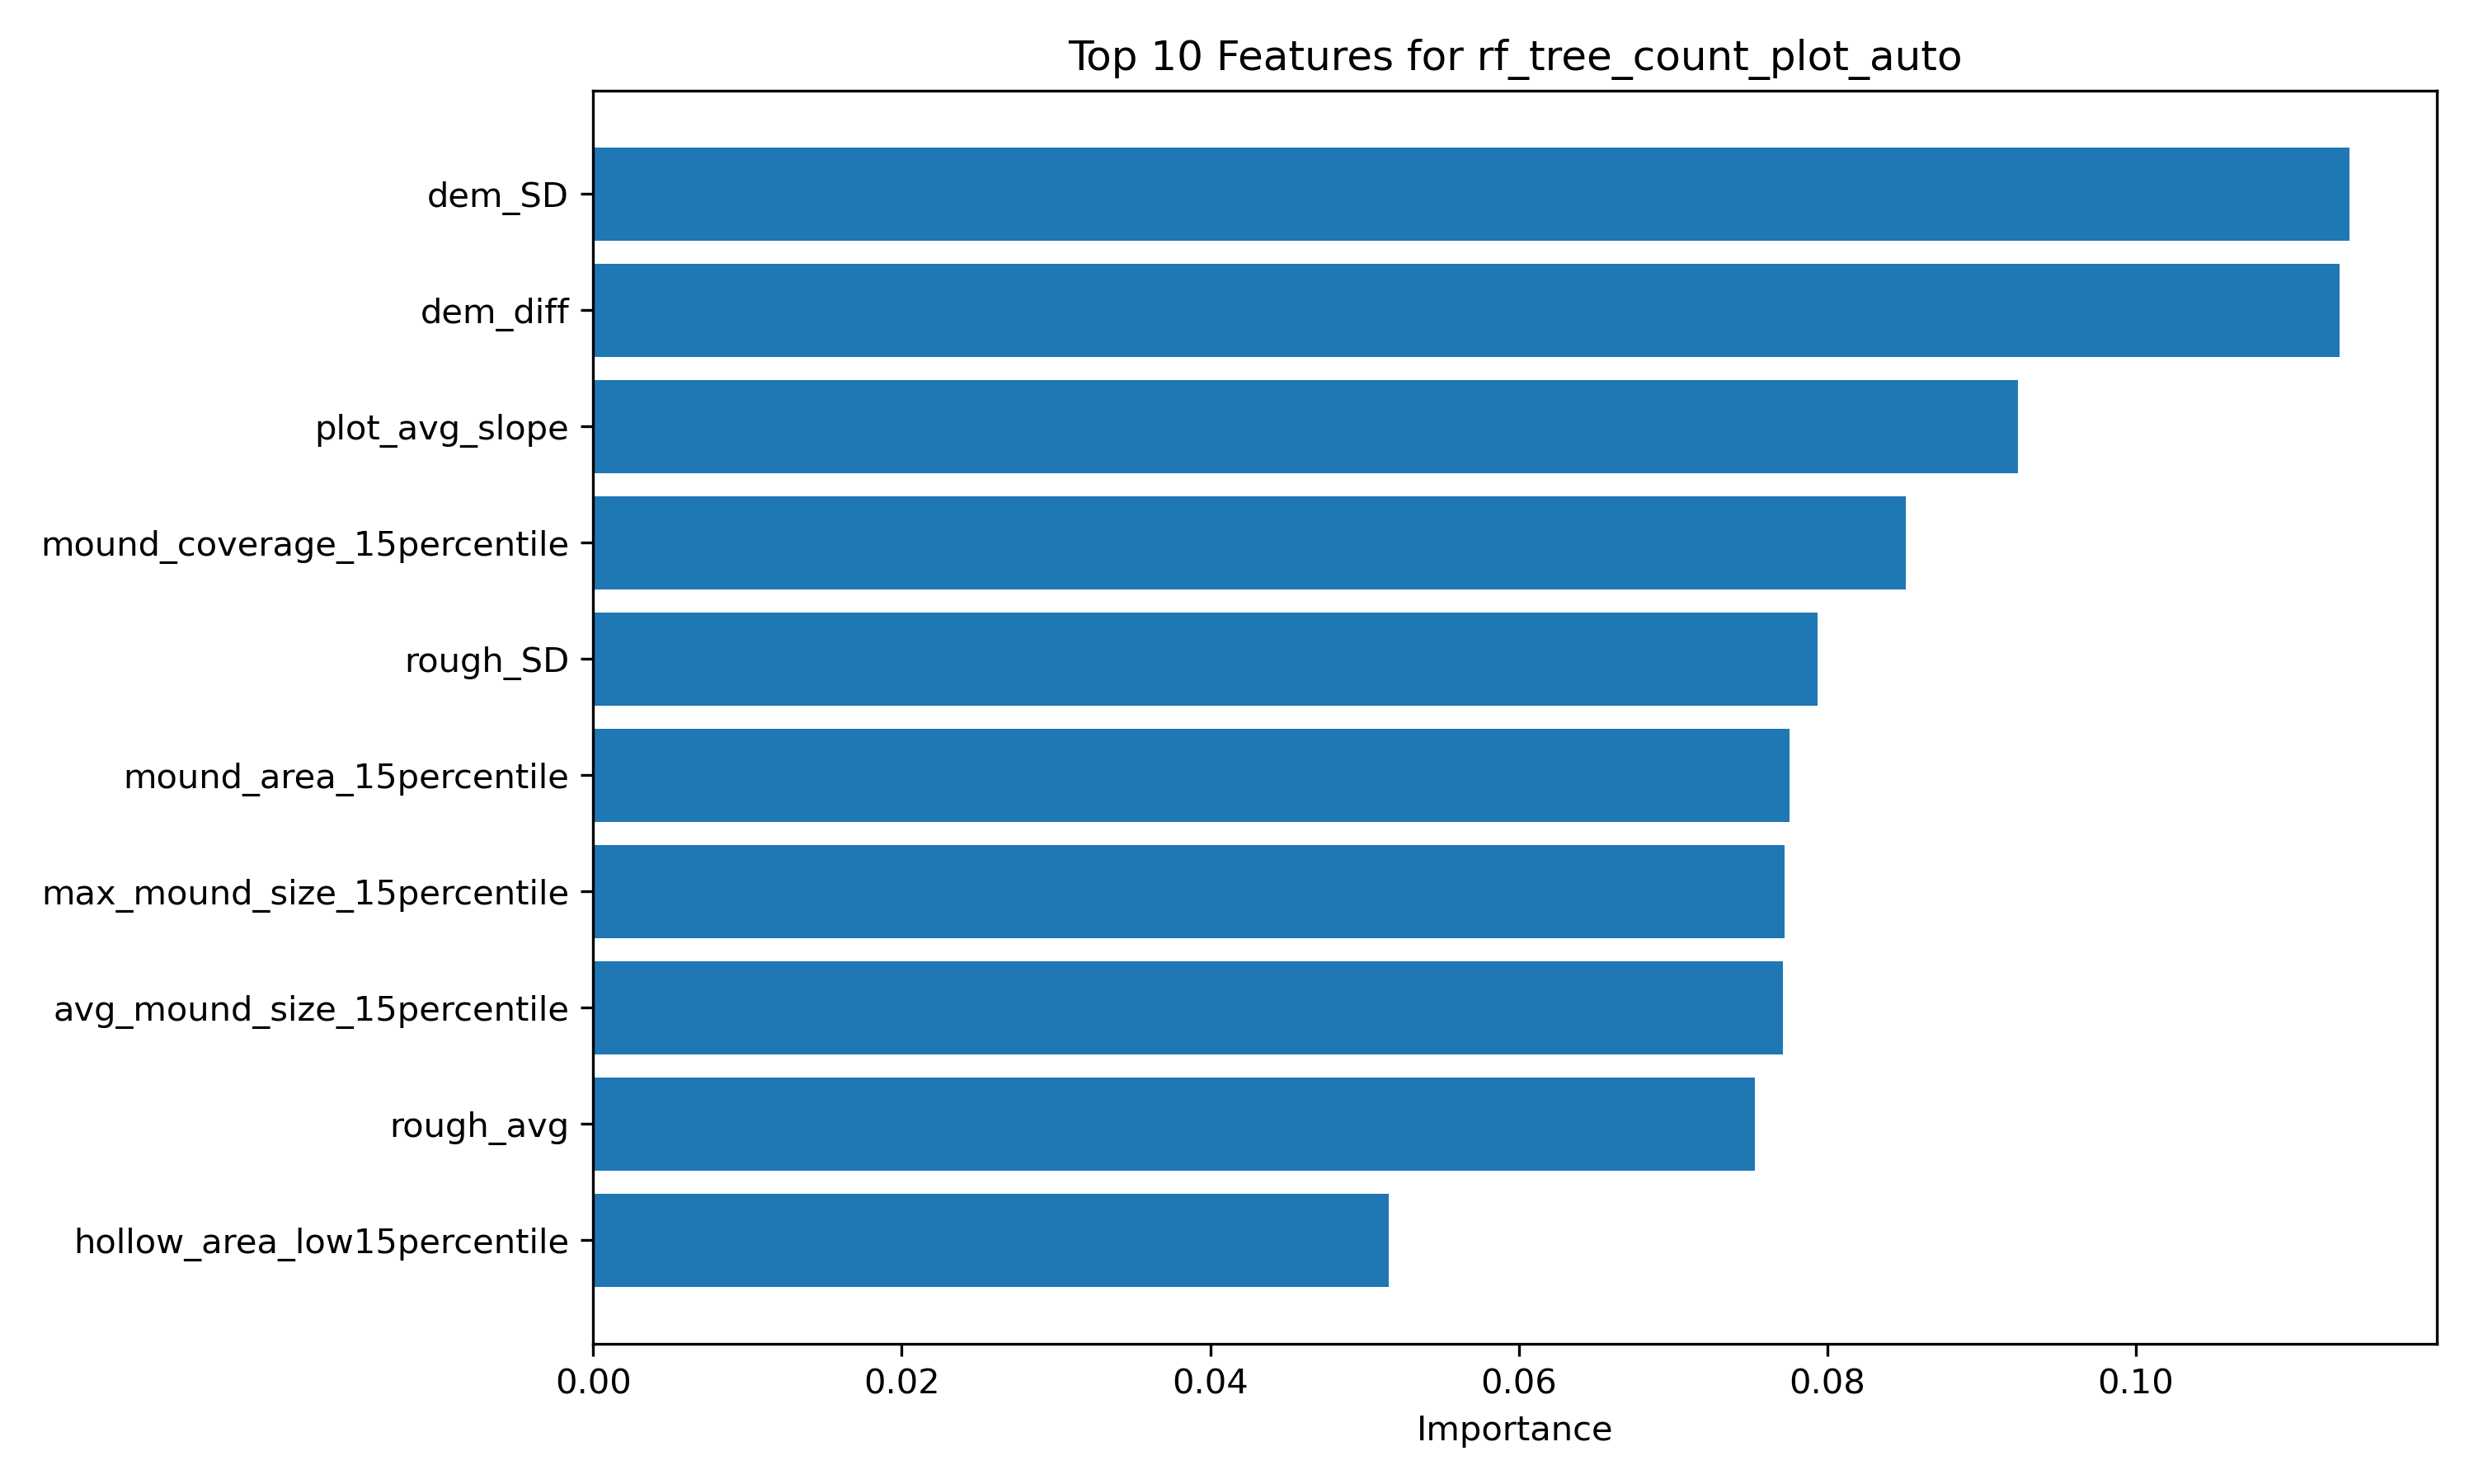 Top 10 Features for rf_tree_count_plot_auto
dem_SD
dem_diff
plot_avg_slope
mound_coverage_15percentile
rough_SD
mound_area_15percentile
max_mound_size_15percentile
avg_mound_size_15percentile
rough_avg
hollow_area_low15percentile
0.00 0.02 0.04 0.06 0.08 0.10
Importance